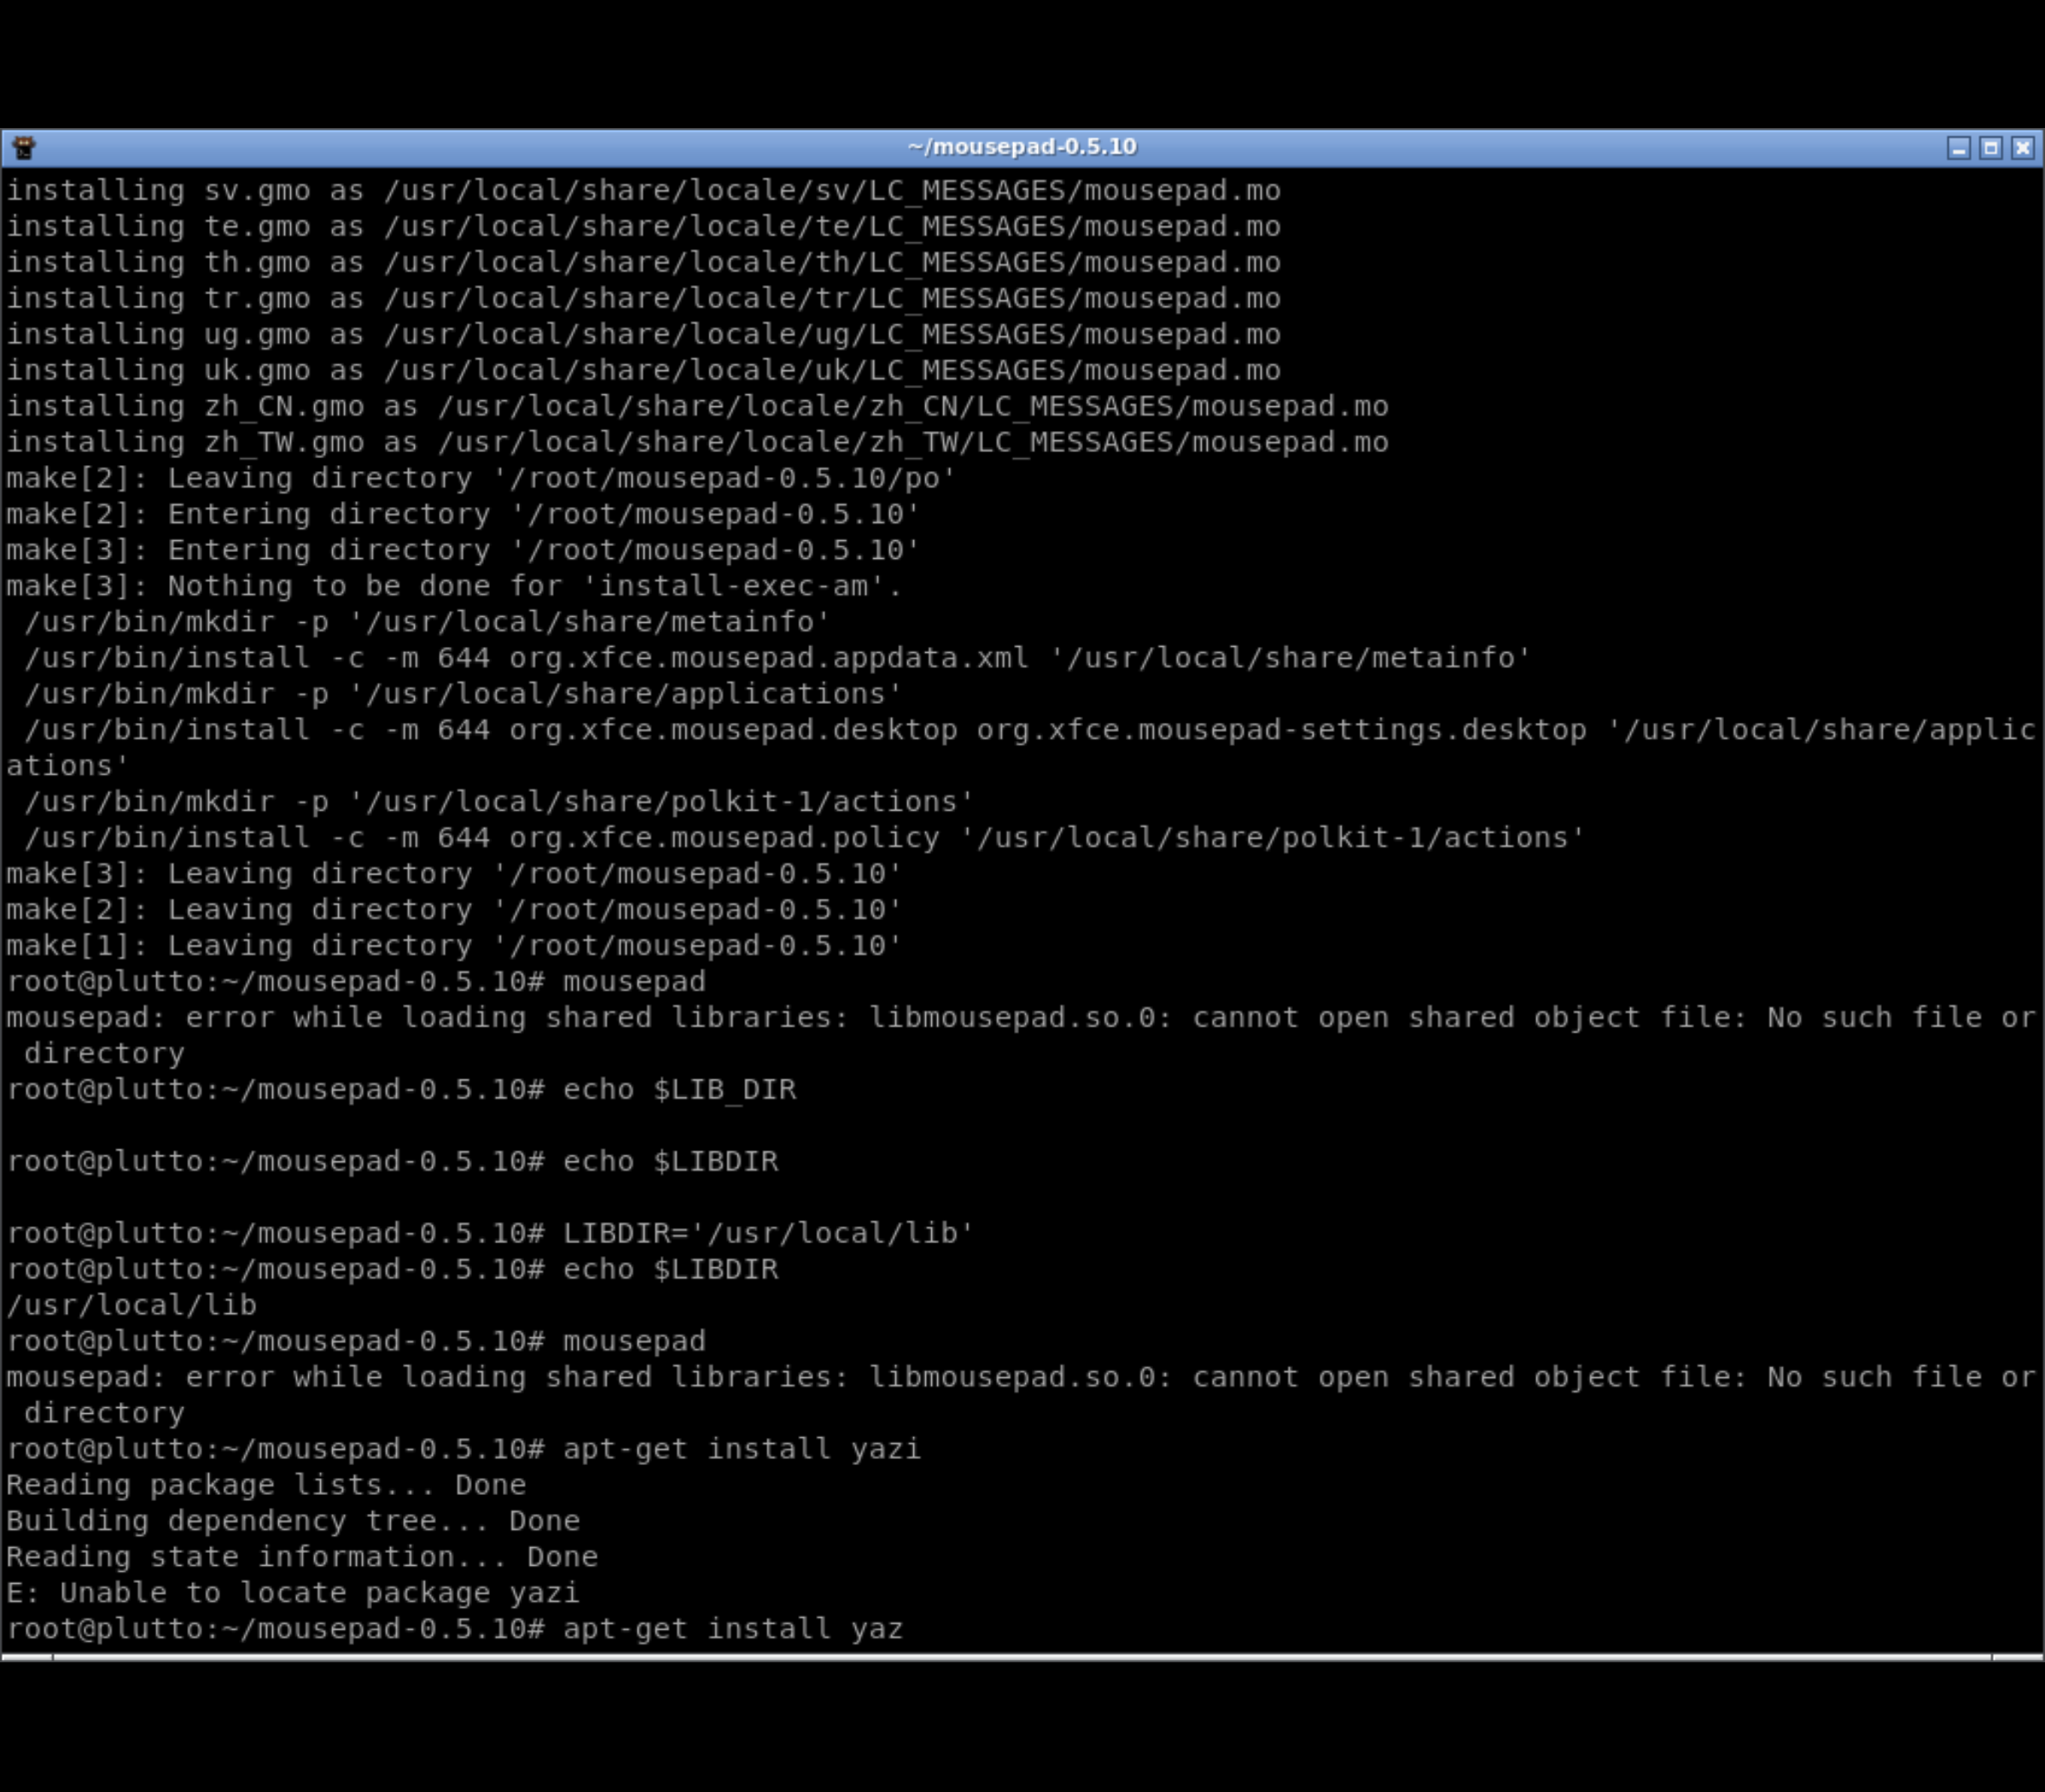 ~/mousepad-0.5.10
installing sv.gmo as /usr/local/share/locale/sv/LC_MESSAGES/mousepad.mo
installing te.gmo as /usr/local/share/locale/te/LC_MESSAGES/mousepad.mo
installing th.gmo as /usr/local/share/locale/th/LC_MESSAGES/mousepad.mo
installing tr.gmo as /usr/local/share/locale/tr/LC_MESSAGES/mousepad.mo
installing ug.gmo as /usr/local/share/locale/ug/LC_MESSAGES/mousepad.mo
installing uk.gmo as /usr/local/share/locale/uk/LC_MESSAGES/mousepad.mo
installing zh_CN.gmo as /usr/local/share/locale/zh_CN/LC_MESSAGES/mousepad.mo
installing zh_TW.gmo as /usr/local/share/locale/zh_TW/LC_MESSAGES/mousepad.mo
make[2]: Leaving directory '/root/mousepad-0.5.10/po'
make[2]: Entering directory '/root/mousepad-0.5.10'
make[3]: Entering directory '/root/mousepad-0.5.10'
make[3]: Nothing to be done for 'install-exec-am'.
 /usr/bin/mkdir -p '/usr/local/share/metainfo'
 /usr/bin/install -c -m 644 org.xfce.mousepad.appdata.xml '/usr/local/share/metainfo'
 /usr/bin/mkdir -p '/usr/local/share/applications'
 /usr/bin/install -c -m 644 org.xfce.mousepad.desktop org.xfce.mousepad-settings.desktop '/usr/local/share/applic
ations'
 /usr/bin/mkdir -p '/usr/local/share/polkit-1/actions'
 /usr/bin/install -c -m 644 org.xfce.mousepad.policy '/usr/local/share/polkit-1/actions'
make[3]: Leaving directory '/root/mousepad-0.5.10'
make[2]: Leaving directory '/root/mousepad-0.5.10'
make[1]: Leaving directory '/root/mousepad-0.5.10'
root@plutto:~/mousepad-0.5.10# mousepad
mousepad: error while loading shared libraries: libmousepad.so.0: cannot open shared object file: No such file or
 directory
root@plutto:~/mousepad-0.5.10# echo $LIB_DIR

root@plutto:~/mousepad-0.5.10# echo $LIBDIR

root@plutto:~/mousepad-0.5.10# LIBDIR='/usr/local/lib'
root@plutto:~/mousepad-0.5.10# echo $LIBDIR
/usr/local/lib
root@plutto:~/mousepad-0.5.10# mousepad
mousepad: error while loading shared libraries: libmousepad.so.0: cannot open shared object file: No such file or
 directory
root@plutto:~/mousepad-0.5.10# apt-get install yazi
Reading package lists... Done
Building dependency tree... Done
Reading state information... Done
E: Unable to locate package yazi
root@plutto:~/mousepad-0.5.10# apt-get install yaz